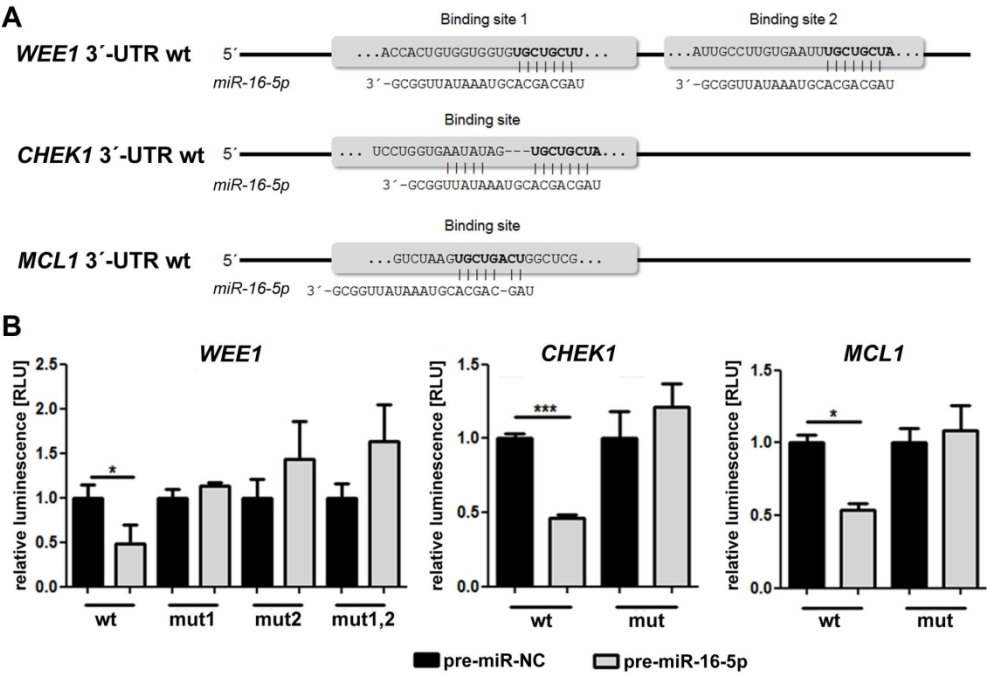 A
Binding site 1 Binding site 2
WEE1 3´-UTR wt 5´ ...ACCACTGUGGUGGUGUGCUGCUU... ...AUUGCCUUGUGAAUUUGCUGCUA...
miR-16-5p 3´-GCGGUUAUAAAUGCACGACGAU 3´-GCGGUUAUAAAUGCACGACGAU
Binding site
CHEK1 3´-UTR wt 5´ ... UCCUGGUGAAUAUAG---UGCUGCUA...
miR-16-5p 3´-GCGGUUAUAAAUGCACGACGAU
Binding site
MCL1 3´-UTR wt 5´ ...GUCUAAGUGCUGACUGGCUCG...
miR-16-5p 3´-GCGGUUAUAAAUGCACGAC-GAU
B
WEE1
relative luminescence [RLU]
2.5
2.0
1.5
1.0
0.5
0.0
*
wt mut1 mut2 mut1,2
CHEK1
relative luminescence [RLU]
1.0
0.5
0.0
***
wt mut
MCL1
relative luminescence [RLU]
1.5
1.0
0.5
0.0
*
wt mut
pre-miR-NC pre-miR-16-5p